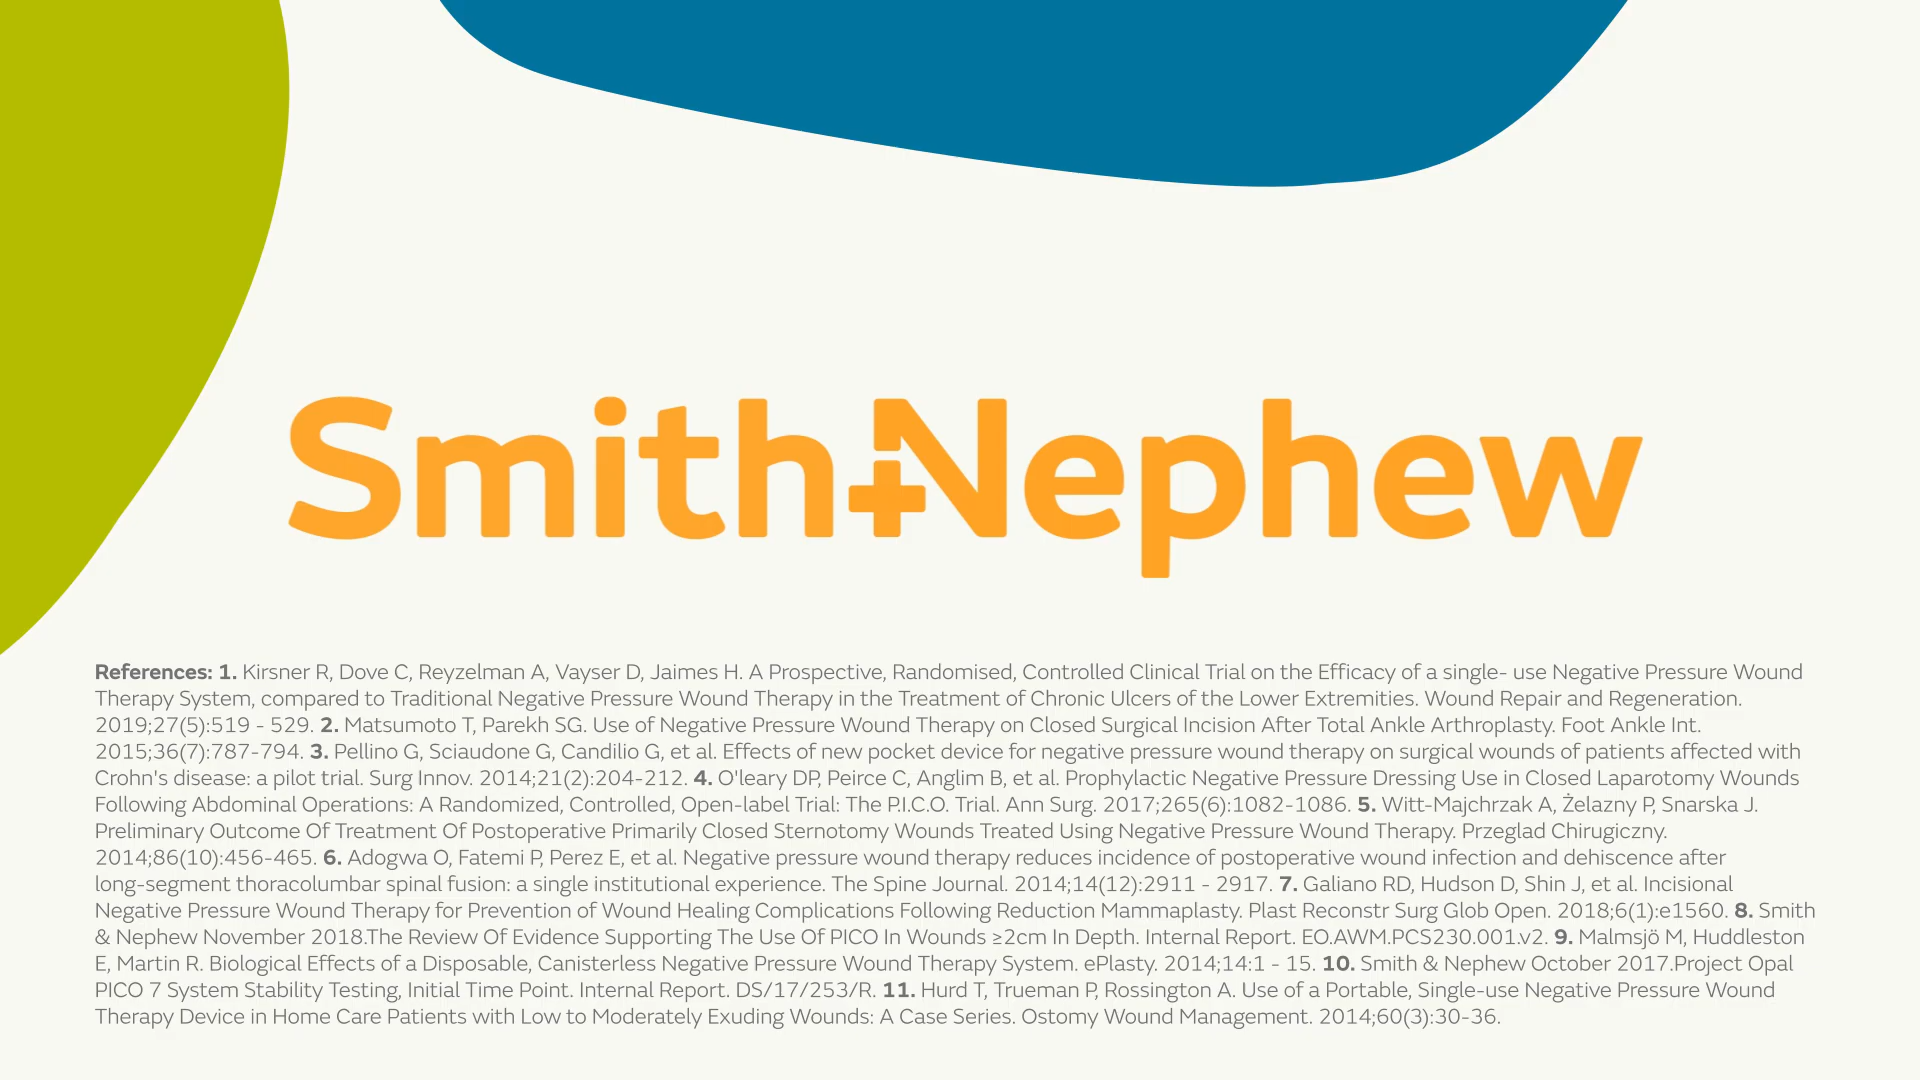 Smith+Nephew
References: 1. Kirsner R, Dove C, Reyzelman A, Vayser D, Jaimes H. A Prospective, Randomised, Controlled Clinical Trial on the Efficacy of a single- use Negative Pressure Wound
Therapy System, compared to Traditional Negative Pressure Wound Therapy in the Treatment of Chronic Ulcers of the Lower Extremities. Wound Repair and Regeneration.
2019;27(5):519 - 529. 2. Matsumoto T, Parekh SG. Use of Negative Pressure Wound Therapy on Closed Surgical Incision After Total Ankle Arthroplasty. Foot Ankle Int.
2015;36(7):787-794. 3. Pellino G, Sciaudone G, Candilio G, et al. Effects of new pocket device for negative pressure wound therapy on surgical wounds of patients affected with
Crohn's disease: a pilot trial. Surg Innov. 2014;21(2):204-212. 4. O'leary DP, Peirce C, Anglim B, et al. Prophylactic Negative Pressure Dressing Use in Closed Laparotomy Wounds
Following Abdominal Operations: A Randomized, Controlled, Open-label Trial: The P.I.C.O. Trial. Ann Surg. 2017;265(6):1082-1086. 5. Witt-Majchrzak A, Żelazny P, Snarska J.
Preliminary Outcome Of Treatment Of Postoperative Primarily Closed Sternotomy Wounds Treated Using Negative Pressure Wound Therapy. Przeglad Chirugiczny.
2014;86(10):456-465. 6. Adogwa O, Fatemi P, Perez E, et al. Negative pressure wound therapy reduces incidence of postoperative wound infection and dehiscence after
long-segment thoracolumbar spinal fusion: a single institutional experience. The Spine Journal. 2014;14(12):2911 - 2917. 7. Galiano RD, Hudson D, Shin J, et al. Incisional
Negative Pressure Wound Therapy for Prevention of Wound Healing Complications Following Reduction Mammaplasty. Plast Reconstr Surg Glob Open. 2018;6(1):e1560. 8. Smith
& Nephew November 2018.The Review Of Evidence Supporting The Use Of PICO In Wounds ≥2cm In Depth. Internal Report. EO.AWM.PCS230.001.v2. 9. Malmsjö M, Huddleston
E, Martin R. Biological Effects of a Disposable, Canisterless Negative Pressure Wound Therapy System. ePlasty. 2014;14:1 - 15. 10. Smith & Nephew October 2017.Project Opal
PICO 7 System Stability Testing, Initial Time Point. Internal Report. DS/17/253/R. 11. Hurd T, Trueman P, Rossington A. Use of a Portable, Single-use Negative Pressure Wound
Therapy Device in Home Care Patients with Low to Moderately Exuding Wounds: A Case Series. Ostomy Wound Management. 2014;60(3):30-36.